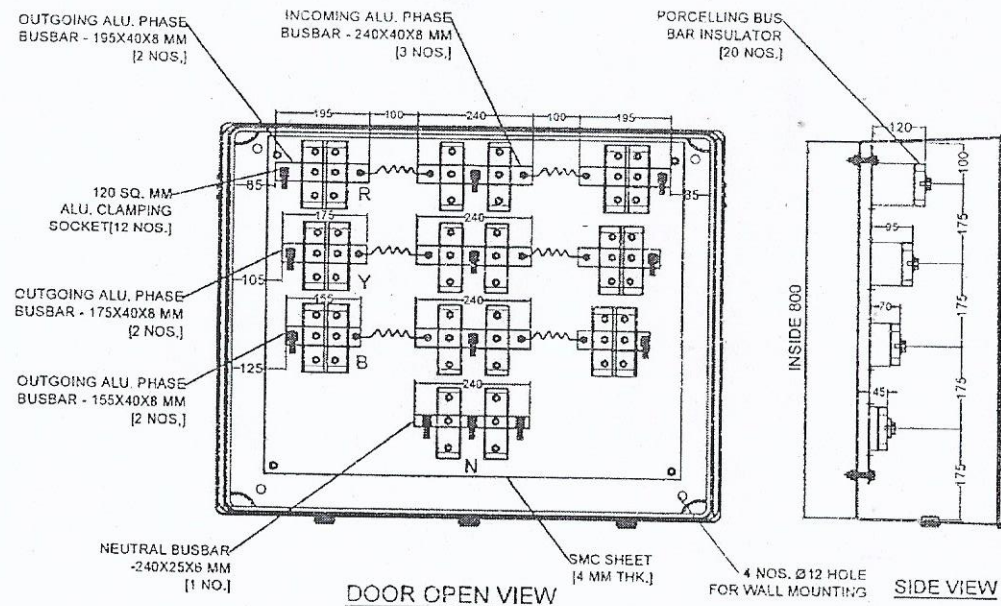 OUTGOING ALU. PHASE
BUSBAR - 195X40X8 MM
[2 NOS.]
INCOMING ALU. PHASE
BUSBAR - 240X40X8 MM
[3 NOS.]
PORCELLING BUS
BAR INSULATOR
[20 NOS.]
195
100
240
100
195
120
100
85
R
35
120 SQ. MM
ALU. CLAMPING
SOCKET[12 NOS.]
175
240
175
95
105
Y
OUTGOING ALU. PHASE
BUSBAR - 175X40X8 MM
[2 NOS.]
155
240
70
175
INSIDE 800
125
B
OUTGOING ALU. PHASE
BUSBAR - 155X40X8 MM
[2 NOS.]
240
45
175
N
NEUTRAL BUSBAR
-240X25X6 MM
[1 NO.]
SMC SHEET
[4 MM THK.]
4 NOS. Ø12 HOLE
FOR WALL MOUNTING
DOOR OPEN VIEW
SIDE VIEW